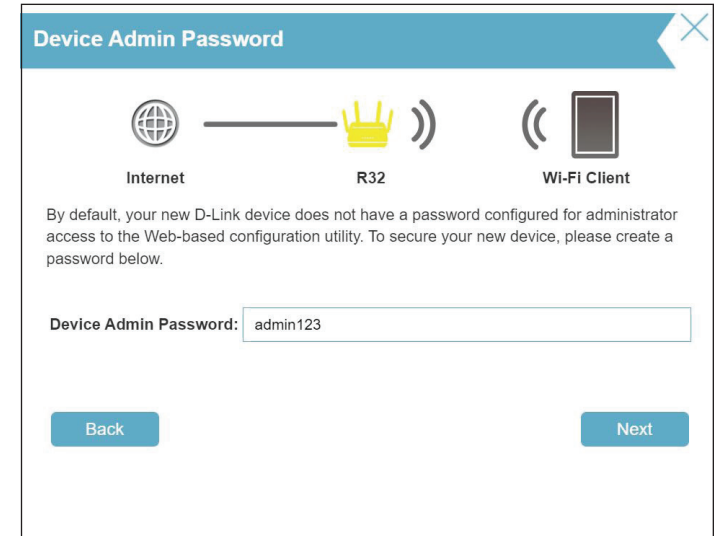 Device Admin Password
Internet
R32
Wi-Fi Client
By default, your new D-Link device does not have a password configured for administrator
access to the Web-based configuration utility. To secure your new device, please create a
password below.
Device Admin Password: admin123
Back
Next